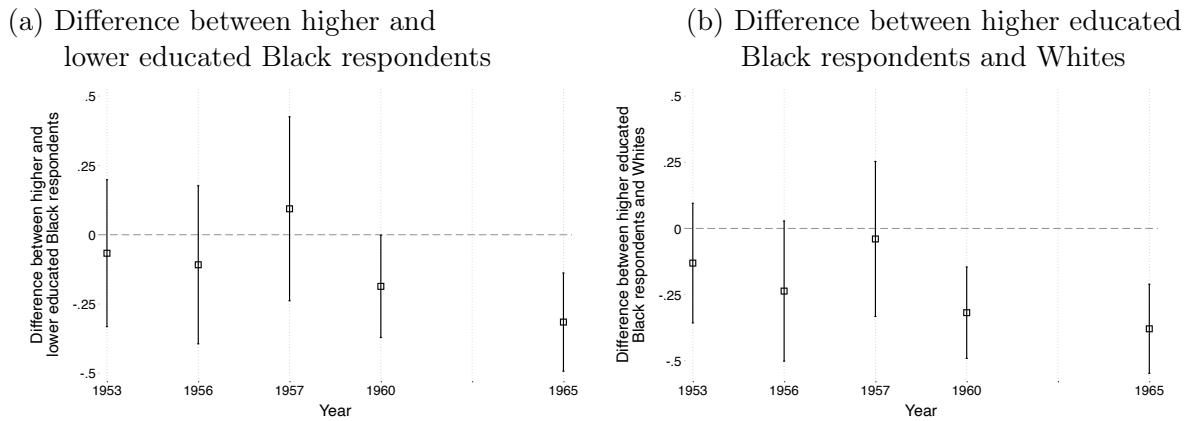 (a) Difference between higher and
lower educated Black respondents
Difference between higher and
lower educated Black respondents
.5
.25
0
-.25
-.5
1953
1956
1957
1960
.
1965
Year
(b) Difference between higher educated
Black respondents and Whites
Difference between higher educated
Black respondents and Whites
.5
.25
0
-.25
-.5
1953
1956
1957
1960
.
1965
Year